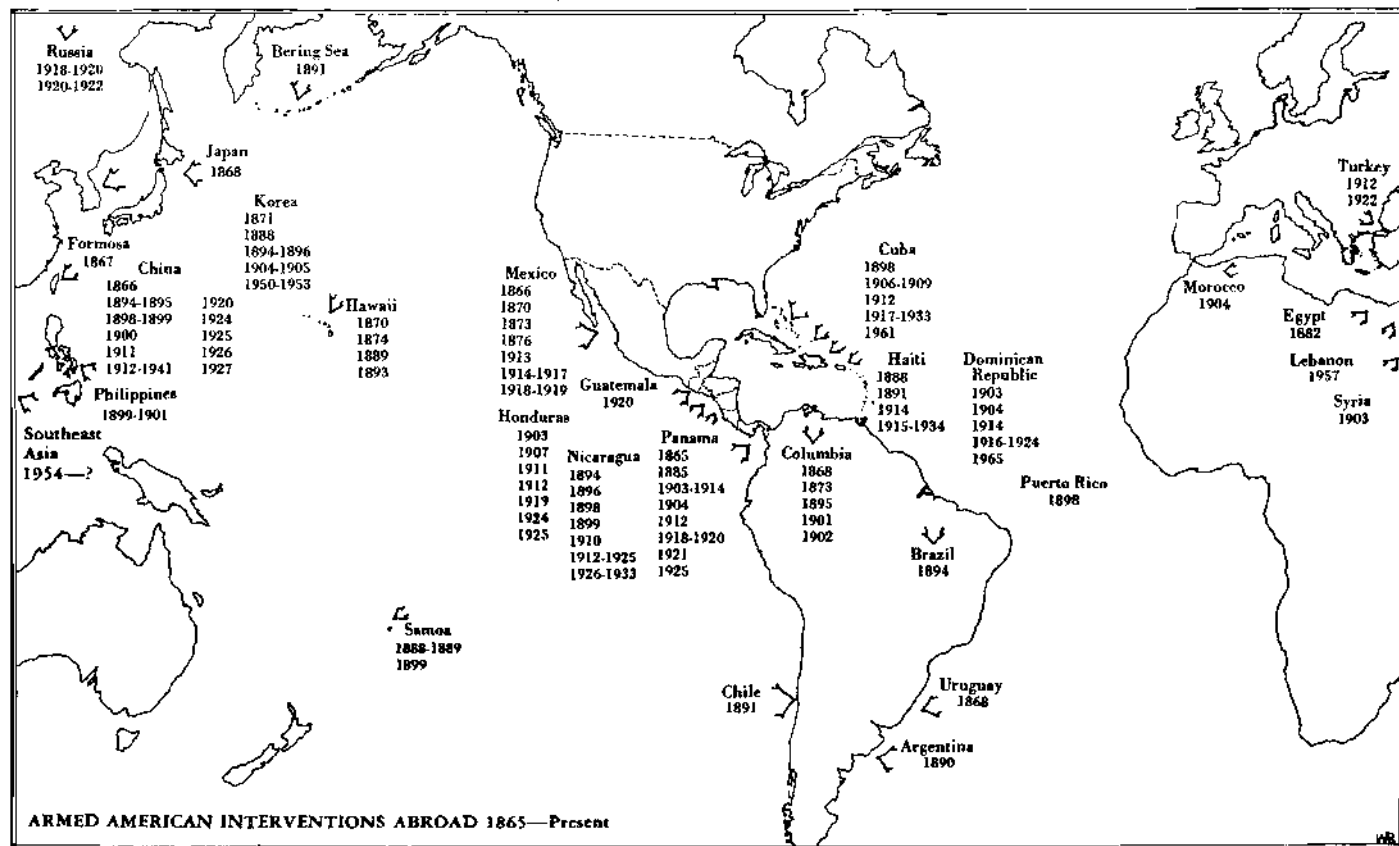 Russia
1918-1920
1920-1922
Bering Sea
1891
Japan
1868
Korea
1871
1888
1894-1896
1904-1905
1950-1953
Formosa
1867
China
1866
1894-1895
1898-1899
1900
1911
1912-1941
1920
1924
1925
1926
1927
Hawaii
1870
1874
1889
1893
Philippines
1899-1901
Southeast
Asia
1954—?
Samoa
1888-1889
1899
Mexico
1866
1870
1873
1876
1913
1914-1917
1918-1919
Guatemala
1920
Honduras
1903
1907
1911
1912
1919
1924
1925
Nicaragua
1894
1896
1898
1899
1910
1912-1925
1926-1933
Panama
1865
1885
1903-1914
1904
1912
1918-1920
1921
1925
Cuba
1898
1906-1909
1912
1917-1933
1961
Haiti
1888
1891
1914
1915-1934
Dominican
Republic
1903
1904
1914
1916-1924
1965
Columbia
1868
1873
1895
1901
1902
Puerto Rico
1898
Brazil
1894
Chile
1891
Uruguay
1868
Argentina
1890
Turkey
1912
1922
Morocco
1904
Egypt
1882
Lebanon
1957
Syria
1903
ARMED AMERICAN INTERVENTIONS ABROAD 1865—Present